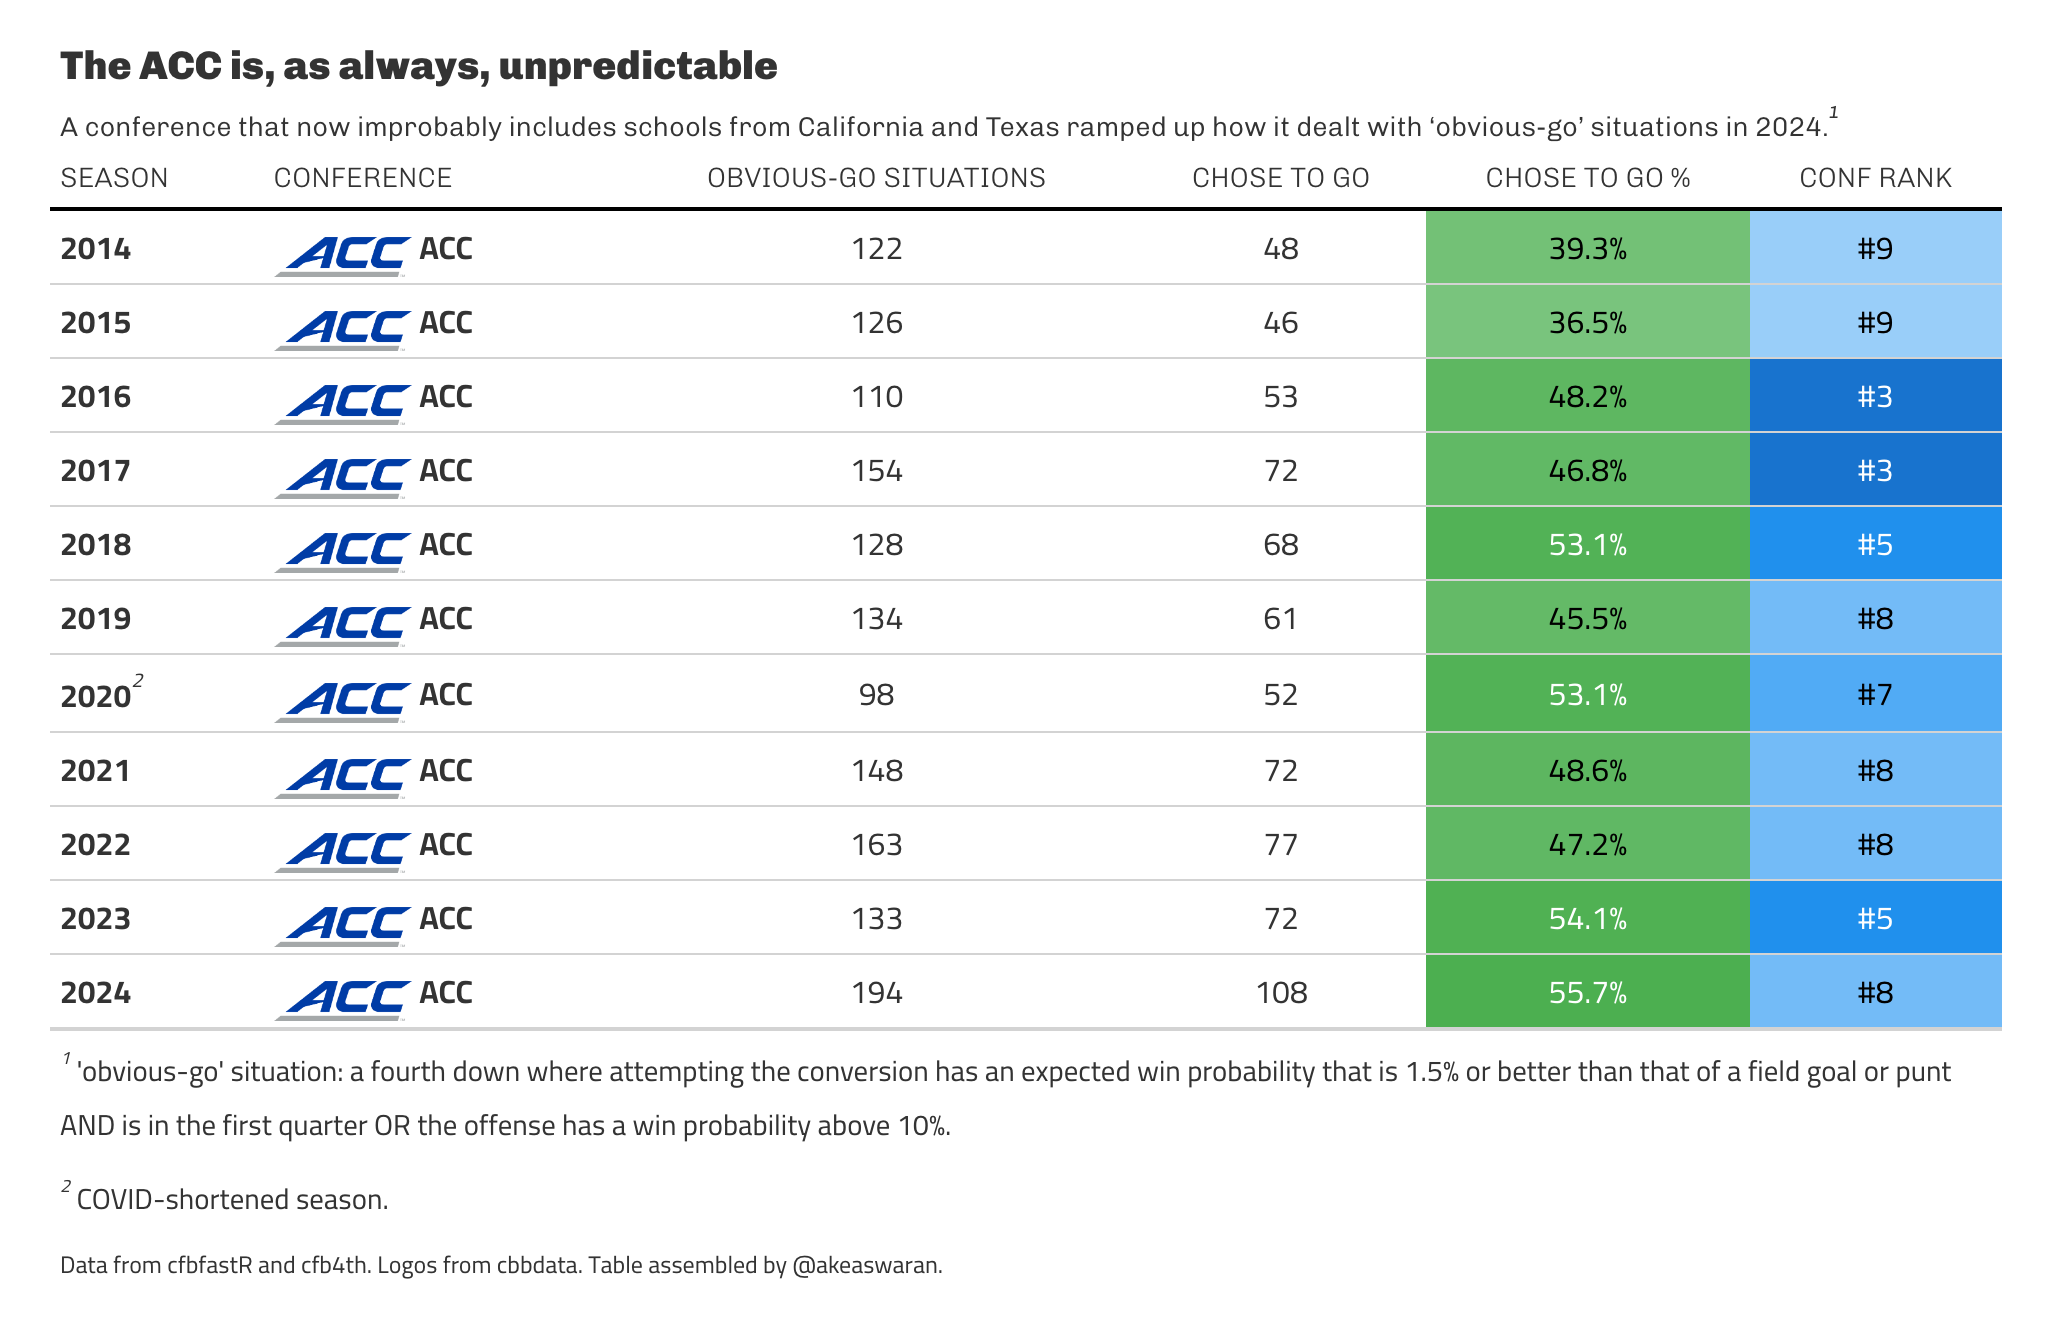 The ACC is, as always, unpredictable
A conference that now improbably includes schools from California and Texas ramped up how it dealt with ‘obvious-go’ situations in 2024.1
SEASON CONFERENCE OBVIOUS-GO SITUATIONS CHOSE TO GO CHOSE TO GO % CONF RANK
2014 ACC ACC 122 48 39.3% #9
2015 ACC ACC 126 46 36.5% #9
2016 ACC ACC 110 53 48.2% #3
2017 ACC ACC 154 72 46.8% #3
2018 ACC ACC 128 68 53.1% #5
2019 ACC ACC 134 61 45.5% #8
20202 ACC ACC 98 52 53.1% #7
2021 ACC ACC 148 72 48.6% #8
2022 ACC ACC 163 77 47.2% #8
2023 ACC ACC 133 72 54.1% #5
2024 ACC ACC 194 108 55.7% #8
1 'obvious-go' situation: a fourth down where attempting the conversion has an expected win probability that is 1.5% or better than that of a field goal or punt
AND is in the first quarter OR the offense has a win probability above 10%.
2 COVID-shortened season.
Data from cfbfastR and cfb4th. Logos from cbbdata. Table assembled by @akeaswaran.